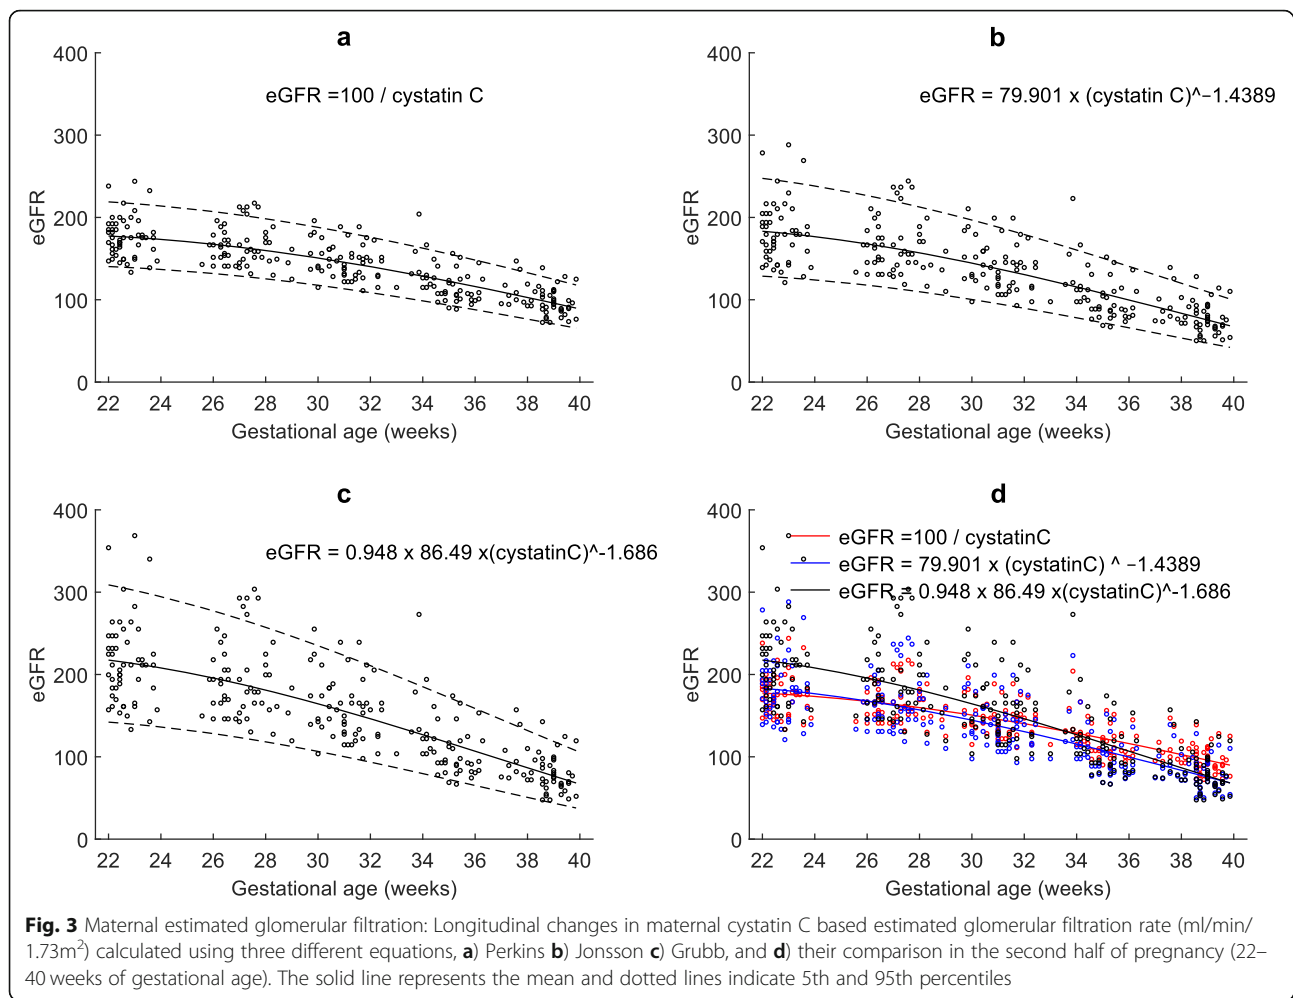 a
eGFR =100 / cystatin C
400
300
200
100
0
eGFR
22 24 26 28 30 32 34 36 38 40
Gestational age (weeks)
b
eGFR = 79.901 x (cystatin C)^−1.4389
400
300
200
100
0
eGFR
22 24 26 28 30 32 34 36 38 40
Gestational age (weeks)
c
eGFR = 0.948 x 86.49 x(cystatinC)^-1.686
400
300
200
100
0
eGFR
22 24 26 28 30 32 34 36 38 40
Gestational age (weeks)
d
eGFR =100 / cystatinC
eGFR = 79.901 x (cystatinC) ^ −1.4389
eGFR = 0.948 x 86.49 x(cystatinC)^-1.686
400
300
200
100
0
eGFR
22 24 26 28 30 32 34 36 38 40
Gestational age (weeks)
Fig. 3 Maternal estimated glomerular filtration: Longitudinal changes in maternal cystatin C based estimated glomerular filtration rate (ml/min/
1.73m²) calculated using three different equations, a) Perkins b) Jonsson c) Grubb, and d) their comparison in the second half of pregnancy (22–
40 weeks of gestational age). The solid line represents the mean and dotted lines indicate 5th and 95th percentiles